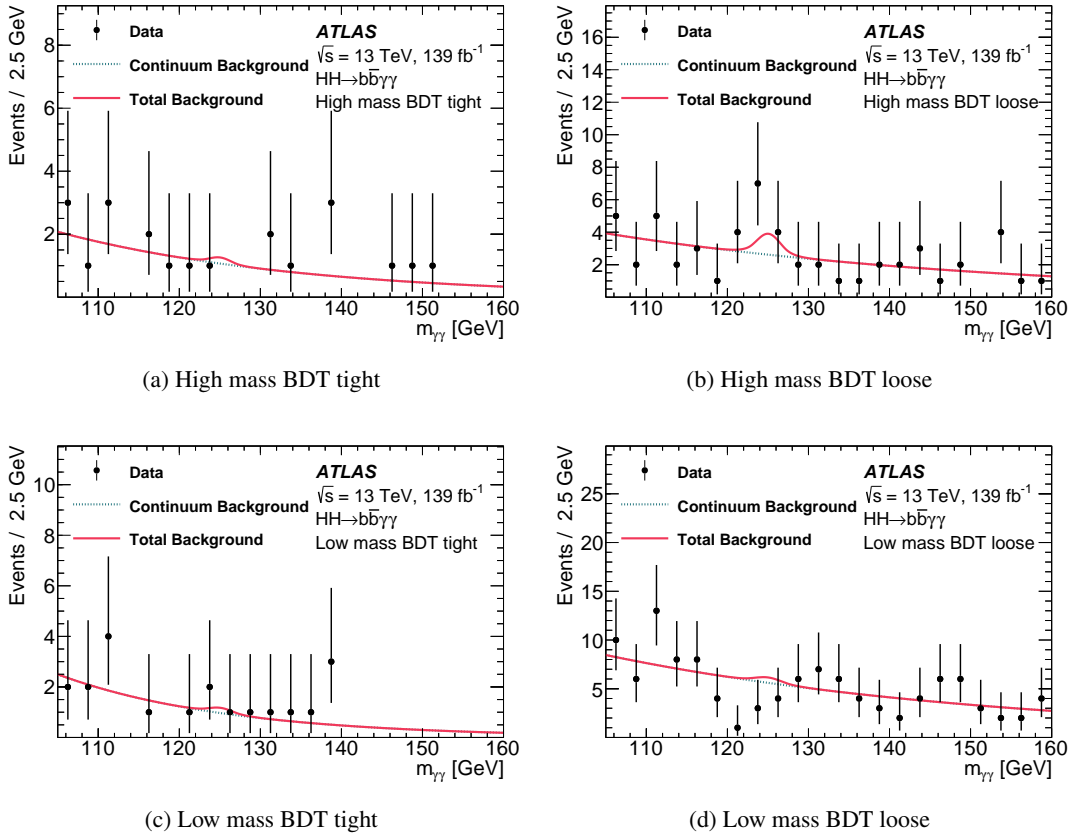 Events / 2.5 GeV
8
6
4
2
Data
Continuum Background
Total Background
ATLAS
√s = 13 TeV, 139 fb⁻¹
HH→bb̅γγ
High mass BDT tight
110 120 130 140 150 160
mγγ [GeV]
(a) High mass BDT tight
Events / 2.5 GeV
16
14
12
10
8
6
4
2
Data
Continuum Background
Total Background
ATLAS
√s = 13 TeV, 139 fb⁻¹
HH→bb̅γγ
High mass BDT loose
110 120 130 140 150 160
mγγ [GeV]
(b) High mass BDT loose
Events / 2.5 GeV
10
8
6
4
2
Data
Continuum Background
Total Background
ATLAS
√s = 13 TeV, 139 fb⁻¹
HH→bb̅γγ
Low mass BDT tight
110 120 130 140 150 160
mγγ [GeV]
(c) Low mass BDT tight
Events / 2.5 GeV
25
20
15
10
5
Data
Continuum Background
Total Background
ATLAS
√s = 13 TeV, 139 fb⁻¹
HH→bb̅γγ
Low mass BDT loose
110 120 130 140 150 160
mγγ [GeV]
(d) Low mass BDT loose